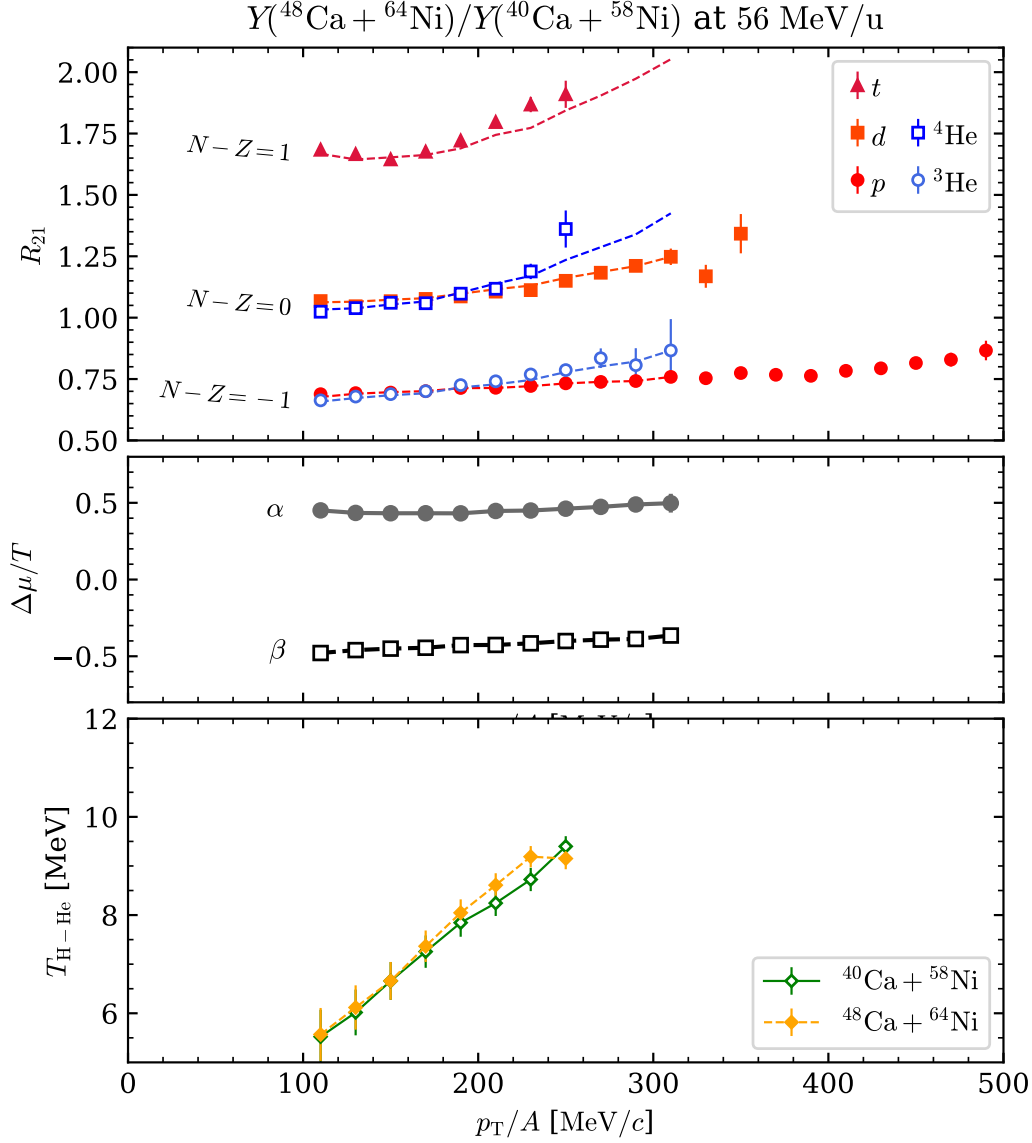 Y(⁴⁸Ca + ⁶⁴Ni)/Y(⁴⁰Ca + ⁵⁸Ni) at 56 MeV/u
2.00
1.75
1.50
1.25
1.00
0.75
0.50
R₂₁
N − Z = 1
N − Z = 0
N − Z = −1
t
d ⁴He
p ³He
0.5
0.0
−0.5
Δμ/T
α
β
12
10
8
6
T_H−He [MeV]
⁴⁰Ca + ⁵⁸Ni
⁴⁸Ca + ⁶⁴Ni
0 100 200 300 400 500
p_T/A [MeV/c]